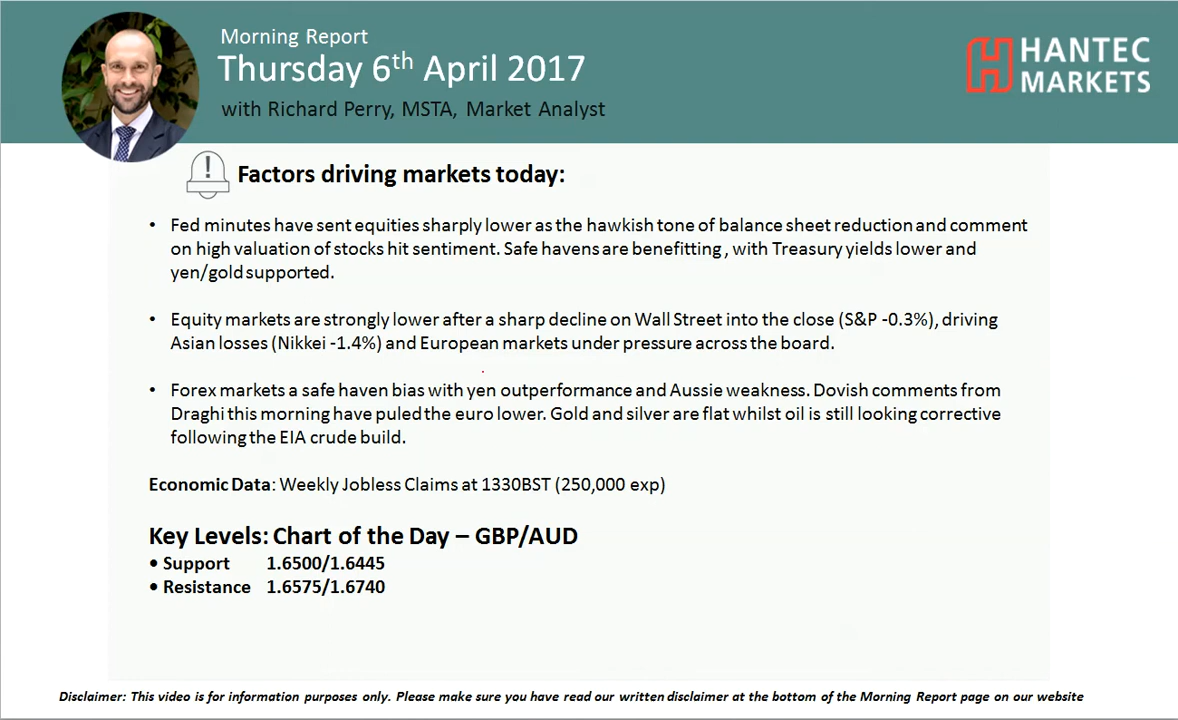 Morning Report
Thursday 6th April 2017
with Richard Perry, MSTA, Market Analyst
HANTEC
MARKETS
Factors driving markets today:
• Fed minutes have sent equities sharply lower as the hawkish tone of balance sheet reduction and comment
on high valuation of stocks hit sentiment. Safe havens are benefitting, with Treasury yields lower and
yen/gold supported.
• Equity markets are strongly lower after a sharp decline on Wall Street into the close (S&P -0.3%), driving
Asian losses (Nikkei -1.4%) and European markets under pressure across the board.
• Forex markets a safe haven bias with yen outperformance and Aussie weakness. Dovish comments from
Draghi this morning have puled the euro lower. Gold and silver are flat whilst oil is still looking corrective
following the EIA crude build.
Economic Data: Weekly Jobless Claims at 1330BST (250,000 exp)
Key Levels: Chart of the Day – GBP/AUD
• Support 1.6500/1.6445
• Resistance 1.6575/1.6740
Disclaimer: This video is for information purposes only. Please make sure you have read our written disclaimer at the bottom of the Morning Report page on our website